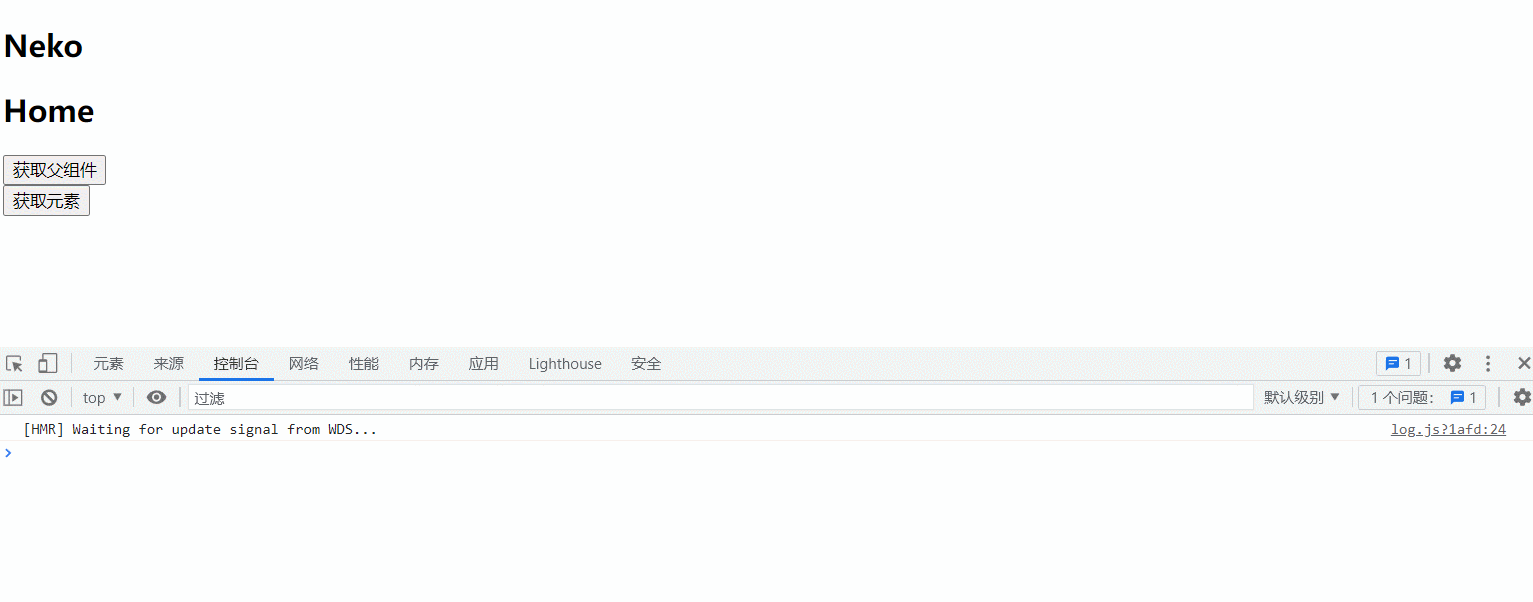 Neko
Home
获取父组件
获取元素
元素 来源 控制台 网络 性能 内存 应用 Lighthouse 安全 1
top 过滤 默认级别 1 个问题: 1
[HMR] Waiting for update signal from WDS... log.js?1afd:24